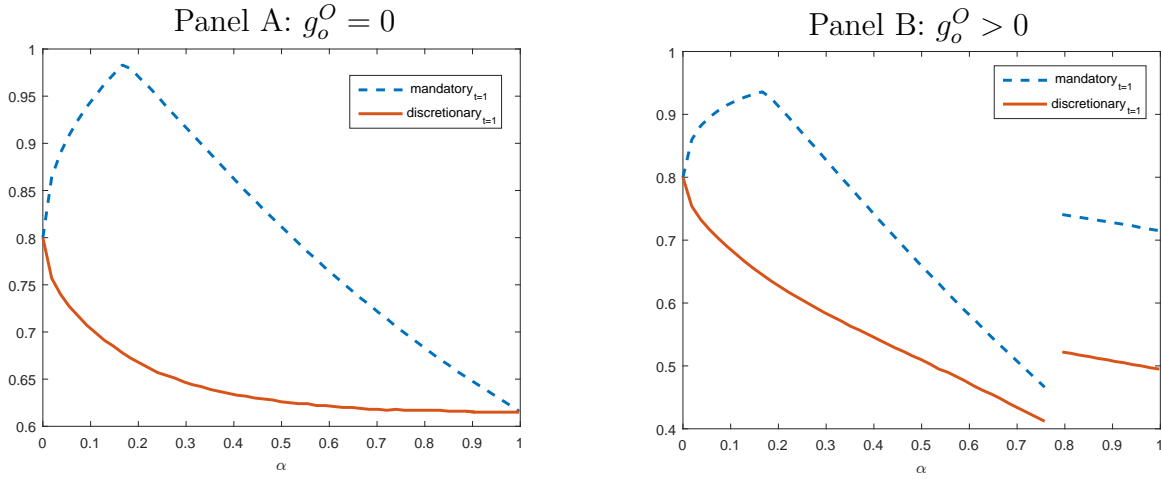 Panel A: $g_o^O = 0$
1
0.95
0.9
0.85
0.8
0.75
0.7
0.65
0.6
0 0.1 0.2 0.3 0.4 0.5 0.6 0.7 0.8 0.9 1
α
mandatory_{t=1}
discretionary_{t=1}
Panel B: $g_o^O > 0$
1
0.9
0.8
0.7
0.6
0.5
0.4
0 0.1 0.2 0.3 0.4 0.5 0.6 0.7 0.8 0.9 1
α
mandatory_{t=1}
discretionary_{t=1}